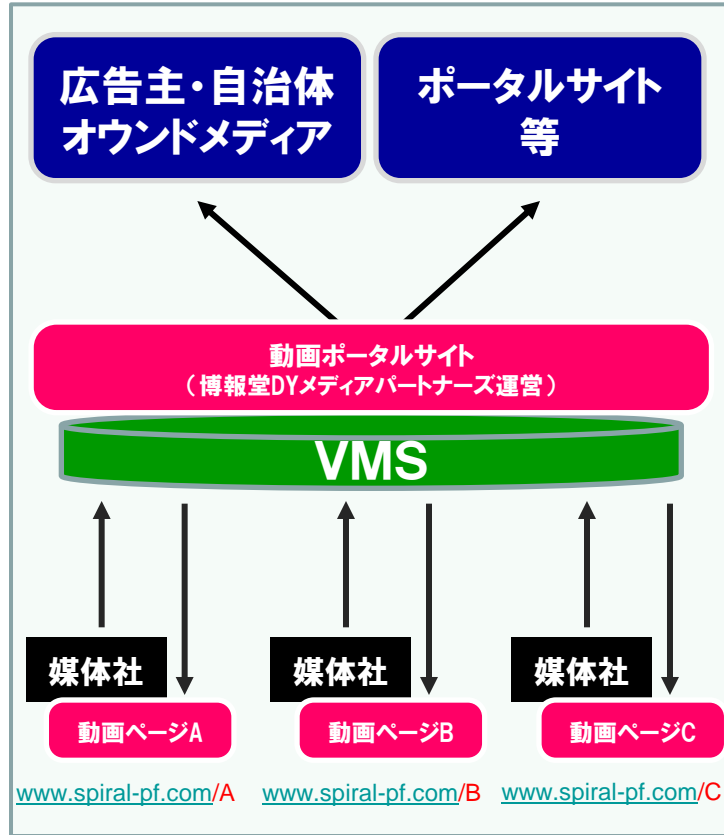 広告主・自治体
オウンドメディア
ポータルサイト
等
動画ポータルサイト
（博報堂DYメディアパートナーズ運営）
VMS
媒体社
動画ページA
www.spiral-pf.com/A
媒体社
動画ページB
www.spiral-pf.com/B
媒体社
動画ページC
www.spiral-pf.com/C